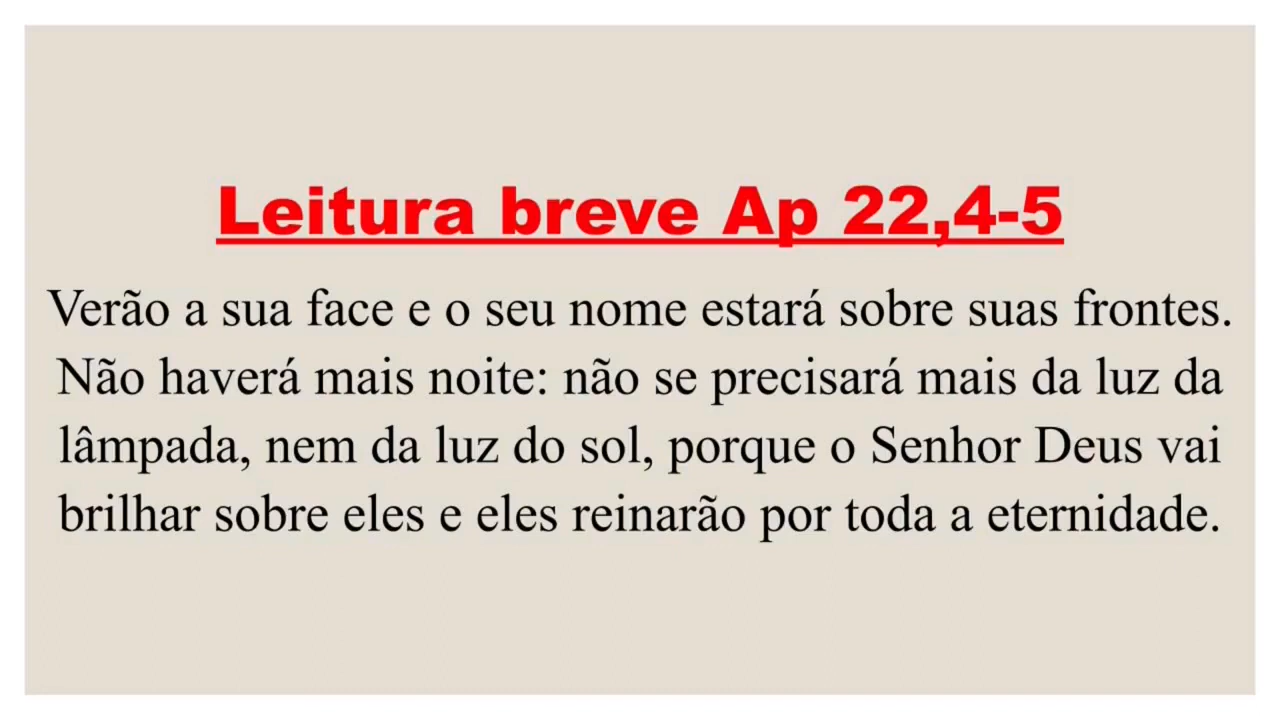 Leitura breve Ap 22,4-5
Verão a sua face e o seu nome estará sobre suas frontes.
Não haverá mais noite: não se precisará mais da luz da
lâmpada, nem da luz do sol, porque o Senhor Deus vai
brilhar sobre eles e eles reinarão por toda a eternidade.